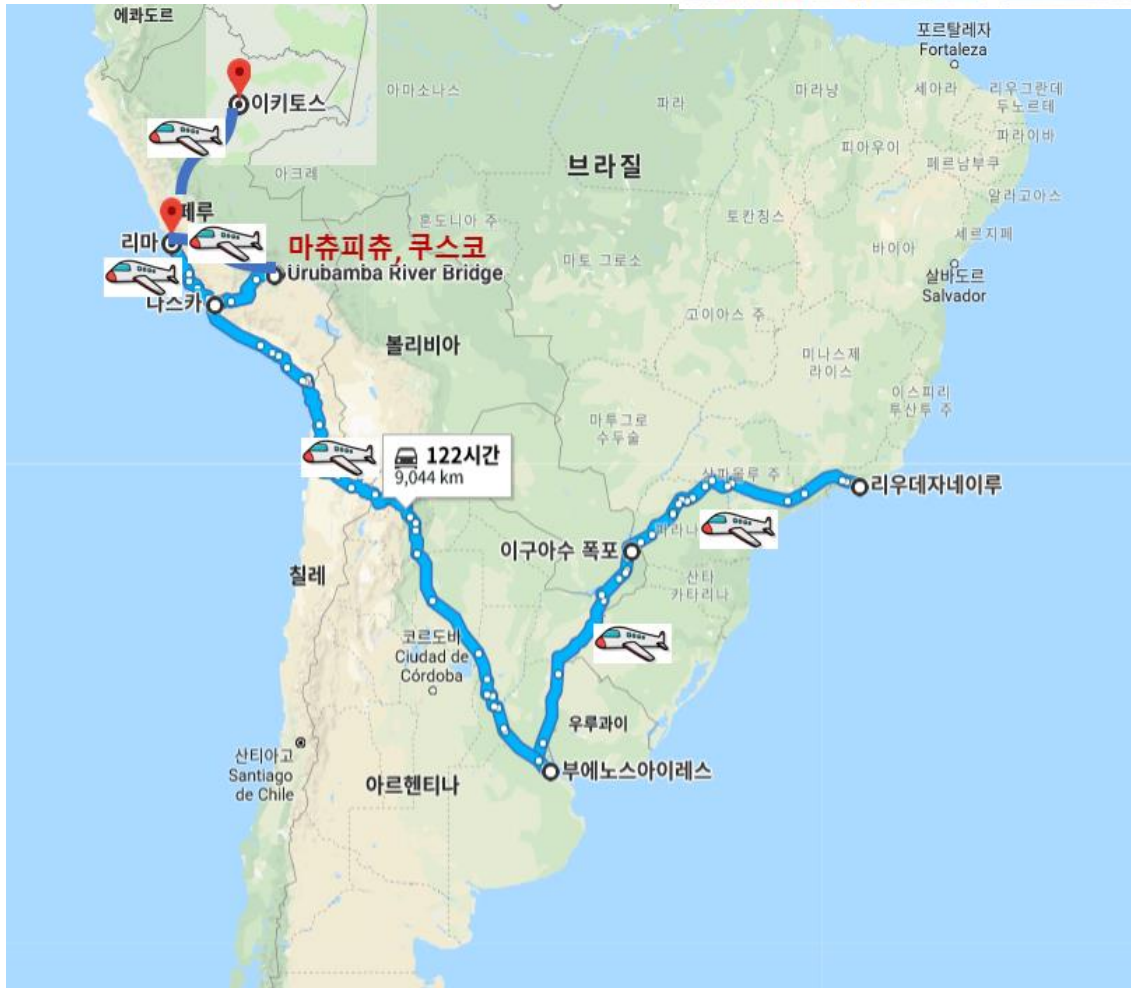 에콰도르
이키토스
아마소나스
파라
마라냥
포르탈레자
Fortaleza
세아라
리우그란데
두노르테
파라이바
피아우이
페르남부쿠
알라고아스
아크레
브라질
토칸칭스
세르지페
페루
리마
혼도니아 주
바이아
마츄피츄, 쿠스코
Urubamba River Bridge
마토 그로소
살바도르
Salvador
나스카
고이아스 주
볼리비아
미나스제
라이스
이스피리
투산투 주
마투그로
수두술
122시간
9,044 km
상파울루 주
리우데자네이루
파라나
이구아수 폭포
칠레
산타
카타리나
코르도바
Ciudad de
Córdoba
우루과이
산티아고
Santiago
de Chile
아르헨티나
부에노스아이레스